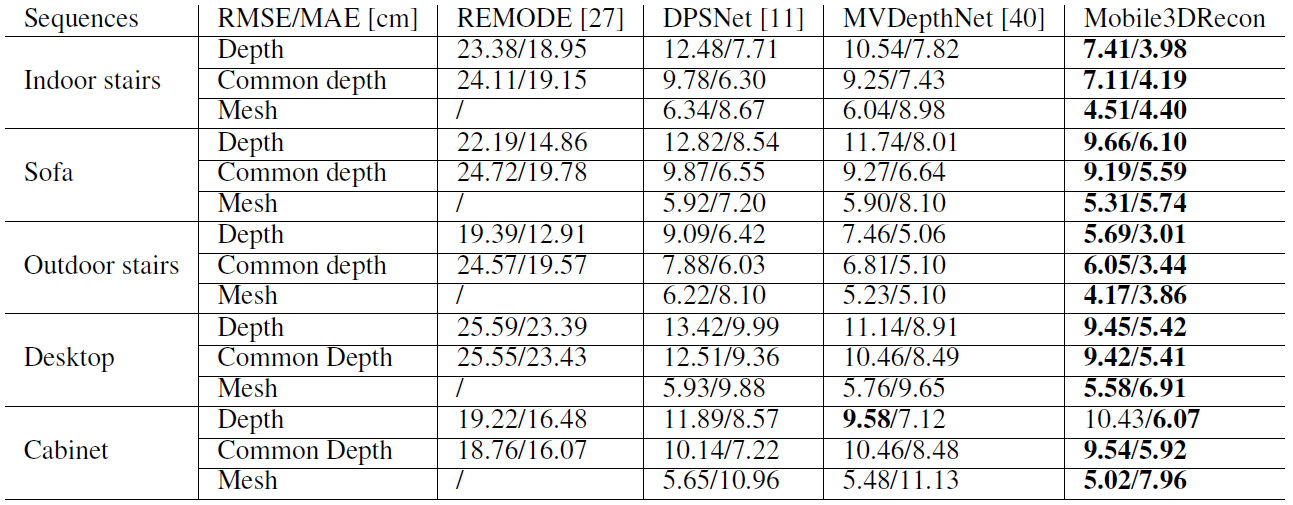 Sequences RMSE/MAE [cm] REMODE [27] DPSNet [11] MVDepthNet [40] Mobile3DRecon
Depth 23.38/18.95 12.48/7.71 10.54/7.82 7.41/3.98
Indoor stairs Common depth 24.11/19.15 9.78/6.30 9.25/7.43 7.11/4.19
Mesh / 6.34/8.67 6.04/8.98 4.51/4.40
Depth 22.19/14.86 12.82/8.54 11.74/8.01 9.66/6.10
Sofa Common depth 24.72/19.78 9.87/6.55 9.27/6.64 9.19/5.59
Mesh / 5.92/7.20 5.90/8.10 5.31/5.74
Depth 19.39/12.91 9.09/6.42 7.46/5.06 5.69/3.01
Outdoor stairs Common depth 24.57/19.57 7.88/6.03 6.81/5.10 6.05/3.44
Mesh / 6.22/8.10 5.23/5.10 4.17/3.86
Depth 25.59/23.39 13.42/9.99 11.14/8.91 9.45/5.42
Desktop Common Depth 25.55/23.43 12.51/9.36 10.46/8.49 9.42/5.41
Mesh / 5.93/9.88 5.76/9.65 5.58/6.91
Depth 19.22/16.48 11.89/8.57 9.58/7.12 10.43/6.07
Cabinet Common Depth 18.76/16.07 10.14/7.22 10.46/8.48 9.54/5.92
Mesh / 5.65/10.96 5.48/11.13 5.02/7.96